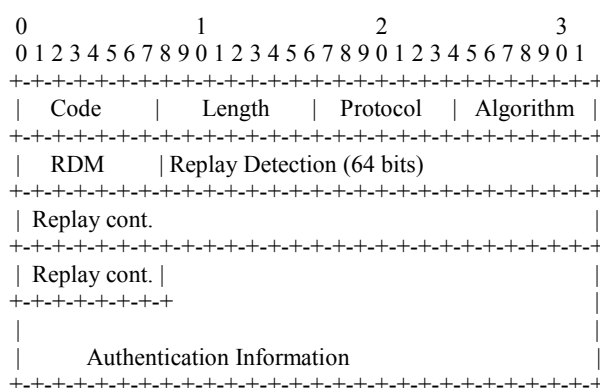 0 1 2 3
0 1 2 3 4 5 6 7 8 9 0 1 2 3 4 5 6 7 8 9 0 1 2 3 4 5 6 7 8 9 0 1
+-+-+-+-+-+-+-+-+-+-+-+-+-+-+-+-+-+-+-+-+-+-+-+-+-+-+-+-+-+-+-+-+
| Code | Length | Protocol | Algorithm |
+-+-+-+-+-+-+-+-+-+-+-+-+-+-+-+-+-+-+-+-+-+-+-+-+-+-+-+-+-+-+-+-+
| RDM | Replay Detection (64 bits) |
+-+-+-+-+-+-+-+-+-+-+-+-+-+-+-+-+-+-+-+-+-+-+-+-+-+-+-+-+-+-+-+-+
| Replay cont. |
+-+-+-+-+-+-+-+-+-+-+-+-+-+-+-+-+-+-+-+-+-+-+-+-+-+-+-+-+-+-+-+-+
| Replay cont. | |
+-+-+-+-+-+-+-+-+ |
| |
| Authentication Information |
+-+-+-+-+-+-+-+-+-+-+-+-+-+-+-+-+-+-+-+-+-+-+-+-+-+-+-+-+-+-+-+-+